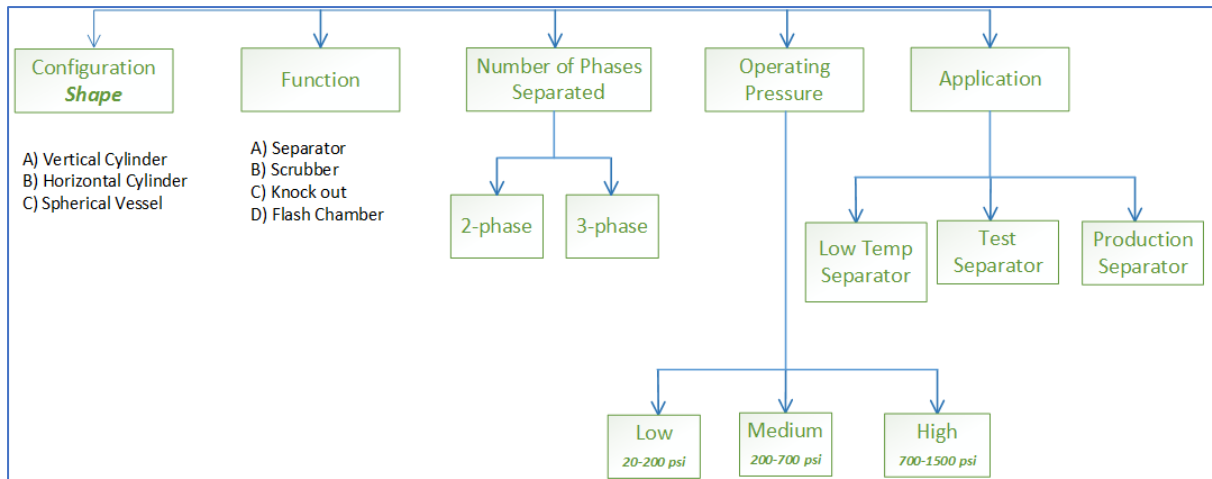 Configuration
Shape
Function
Number of Phases
Separated
Operating
Pressure
Application
A) Vertical Cylinder
B) Horizontal Cylinder
C) Spherical Vessel
A) Separator
B) Scrubber
C) Knock out
D) Flash Chamber
2-phase
3-phase
Low Temp
Separator
Test
Separator
Production
Separator
Low
20-200 psi
Medium
200-700 psi
High
700-1500 psi